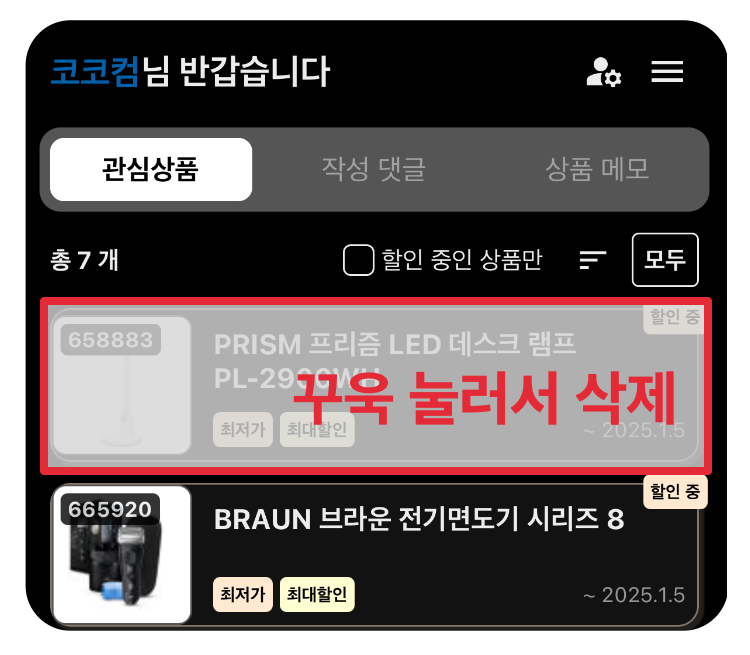 코코컴님 반갑습니다
관심상품 작성 댓글 상품 메모
총 7 개 할인 중인 상품만 모두
할인 중
658883
PRISM 프리즘 LED 데스크 램프
PL-2900WH
꾸욱 눌러서 삭제
최저가 최대할인 ~ 2025.1.5
할인 중
665920
BRAUN 브라운 전기면도기 시리즈 8
최저가 최대할인 ~ 2025.1.5